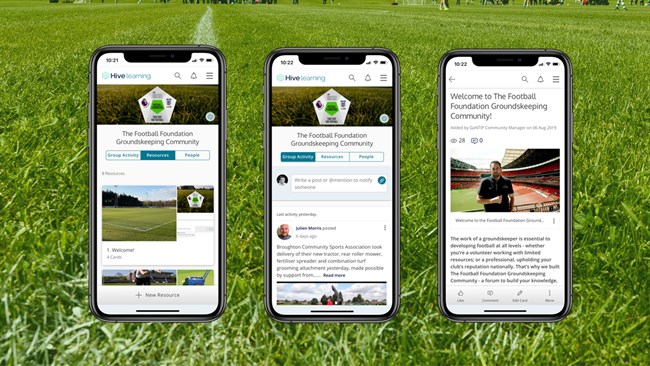 10:21
Hive learning
The Football Foundation
Groundskeeping Community
Group Activity
Resources
People
8 Resources
1. Welcome!
4 Cards
+ New Resource
10:22
Hive learning
The Football Foundation
Groundskeeping Community
Group Activity
Resources
People
Write a post or @mention to notify
someone
Last activity yesterday.
Julien Morris posted
6 days ago
Broughton Community Sports Association took
delivery of their new tractor, rear roller mower,
fertiliser spreader and combination turf
grooming attachment yesterday, made possible
by support from.... Read more
10:22
Welcome to The Football
Foundation Groundskeeping
Community!
Added by GaNTIP Community Manager on 06 Aug 2019
28
0
Welcome to the Football Foundation Ground...
The work of a groundskeeper is essential to
developing football at all levels - whether
you're a volunteer working with limited
resources; or a professional, upholding your
club's reputation nationally. That's why we built
The Football Foundation Groundskeeping
Community - a forum to build your knowledge,
Like
Comment
Edit Card
More